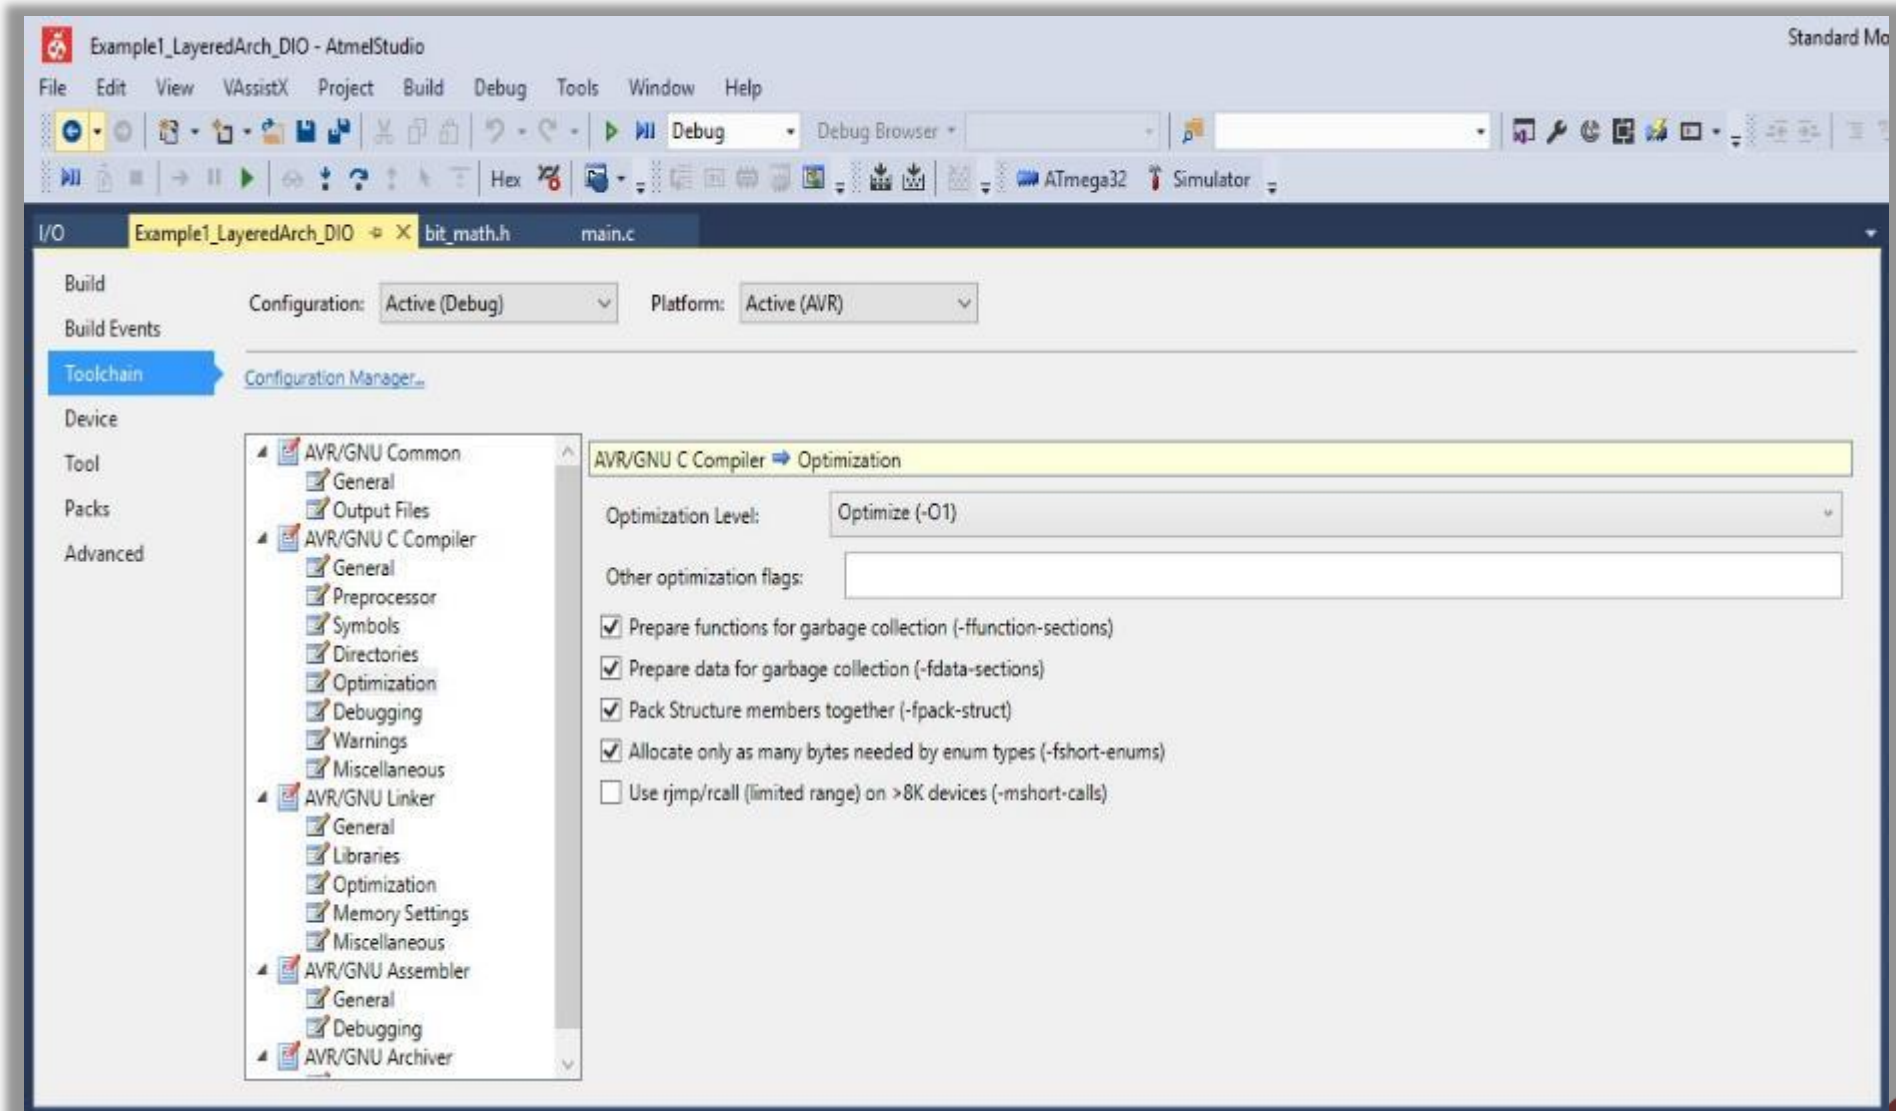 Example1_LayeredArch_DIO - AtmelStudio
Standard Mo
File Edit View VAssistX Project Build Debug Tools Window Help
Debug Debug Browser
Hex ATmega32 Simulator
I/O Example1_LayeredArch_DIO bit_math.h main.c
Build
Build Events
Toolchain
Device
Tool
Packs
Advanced
Configuration: Active (Debug) Platform: Active (AVR)
Configuration Manager...
AVR/GNU Common
General
Output Files
AVR/GNU C Compiler
General
Preprocessor
Symbols
Directories
Optimization
Debugging
Warnings
Miscellaneous
AVR/GNU Linker
General
Libraries
Optimization
Memory Settings
Miscellaneous
AVR/GNU Assembler
General
Debugging
AVR/GNU Archiver
AVR/GNU C Compiler ➡ Optimization
Optimization Level: Optimize (-O1)
Other optimization flags:
Prepare functions for garbage collection (-ffunction-sections)
Prepare data for garbage collection (-fdata-sections)
Pack Structure members together (-fpack-struct)
Allocate only as many bytes needed by enum types (-fshort-enums)
Use rjmp/rcall (limited range) on >8K devices (-mshort-calls)